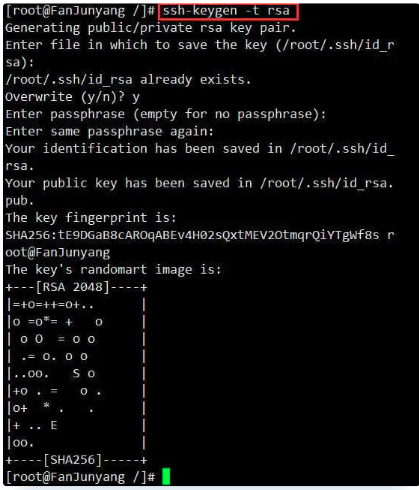 [root@FanJunyang /]# ssh-keygen -t rsa
Generating public/private rsa key pair.
Enter file in which to save the key (/root/.ssh/id_r
sa):
/root/.ssh/id_rsa already exists.
Overwrite (y/n)? y
Enter passphrase (empty for no passphrase):
Enter same passphrase again:
Your identification has been saved in /root/.ssh/id_
rsa.
Your public key has been saved in /root/.ssh/id_rsa.
pub.
The key fingerprint is:
SHA256:tE9DGaB8cAROqABEv4H02sQxtMEV2OtmqrQiYTgWf8s r
oot@FanJunyang
The key's randomart image is:
+---[RSA 2048]----+
|=+o=++=o+..      |
|o =o*= +   o     |
| o O  = o o      |
| .= o. o o       |
|..oo.   S o      |
|+o . =   o .     |
|o+  * .   .      |
|+ .. E           |
|oo.              |
+----[SHA256]-----+
[root@FanJunyang /]#